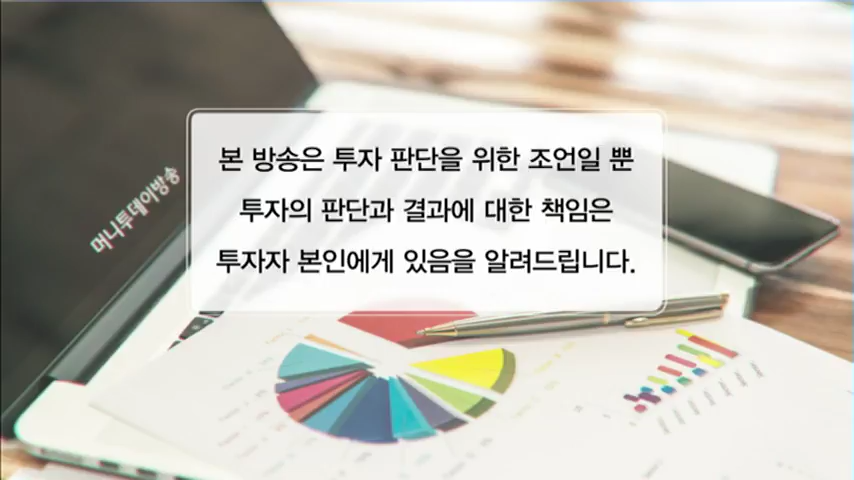 본 방송은 투자 판단을 위한 조언일 뿐
투자의 판단과 결과에 대한 책임은
투자자 본인에게 있음을 알려드립니다.
머니투데이방송